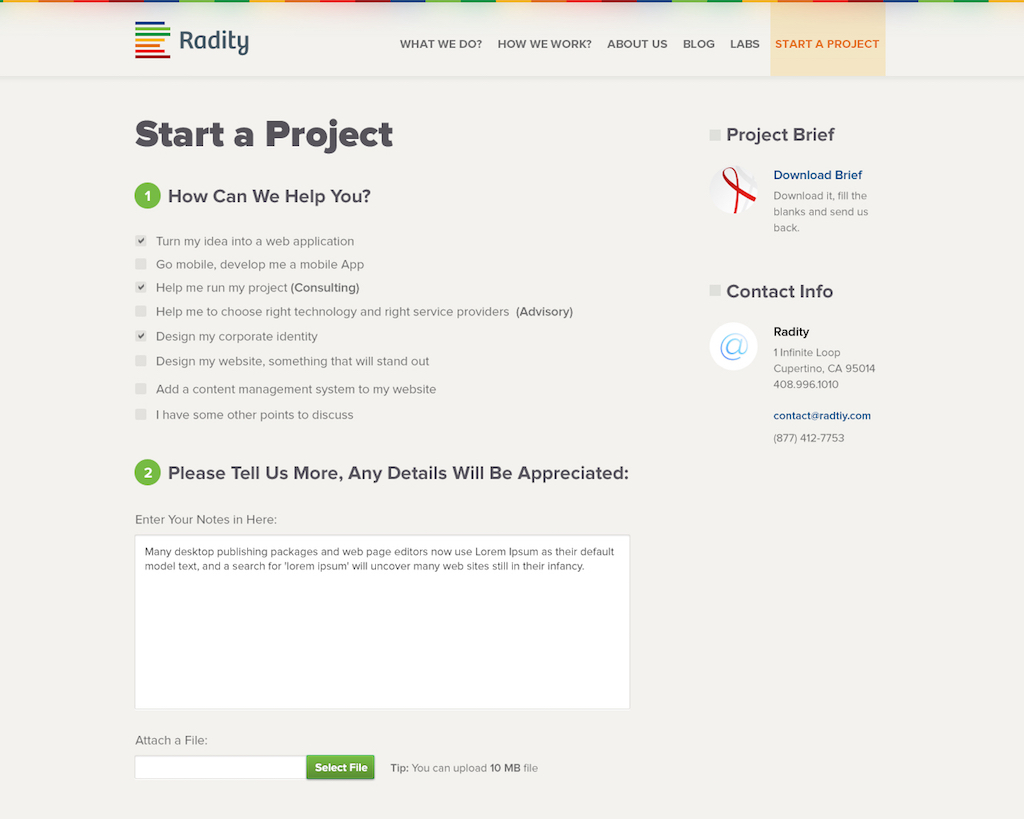 Radity
WHAT WE DO? HOW WE WORK? ABOUT US BLOG LABS START A PROJECT
Start a Project
1 How Can We Help You?
Turn my idea into a web application
Go mobile, develop me a mobile App
Help me run my project (Consulting)
Help me to choose right technology and right service providers (Advisory)
Design my corporate identity
Design my website, something that will stand out
Add a content management system to my website
I have some other points to discuss
2 Please Tell Us More, Any Details Will Be Appreciated:
Enter Your Notes in Here:
Many desktop publishing packages and web page editors now use Lorem Ipsum as their default
model text, and a search for 'lorem ipsum' will uncover many web sites still in their infancy.
Attach a File:
Select File
Tip: You can upload 10 MB file
Project Brief
Download Brief
Download it, fill the
blanks and send us
back.
Contact Info
@
Radity
1 Infinite Loop
Cupertino, CA 95014
408.996.1010
contact@radtiy.com
(877) 412-7753